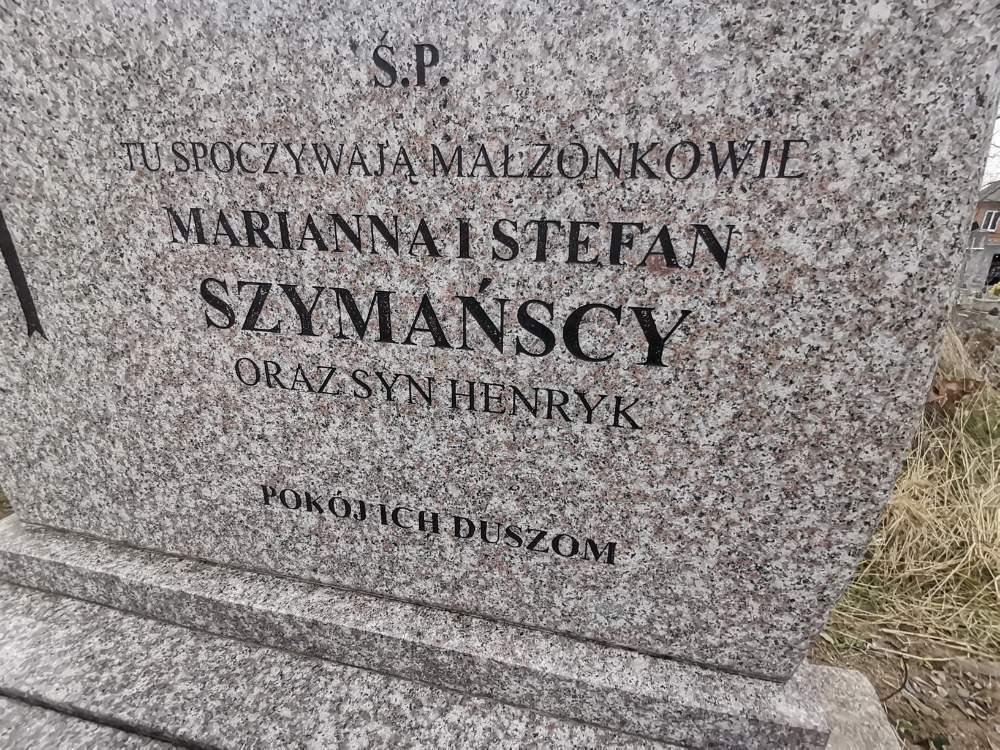 Ś.P.
TU SPOCZYWAJĄ MAŁŻONKOWIE
MARIANNA I STEFAN
SZYMAŃSCY
ORAZ SYN HENRYK
POKÓJ ICH DUSZOM